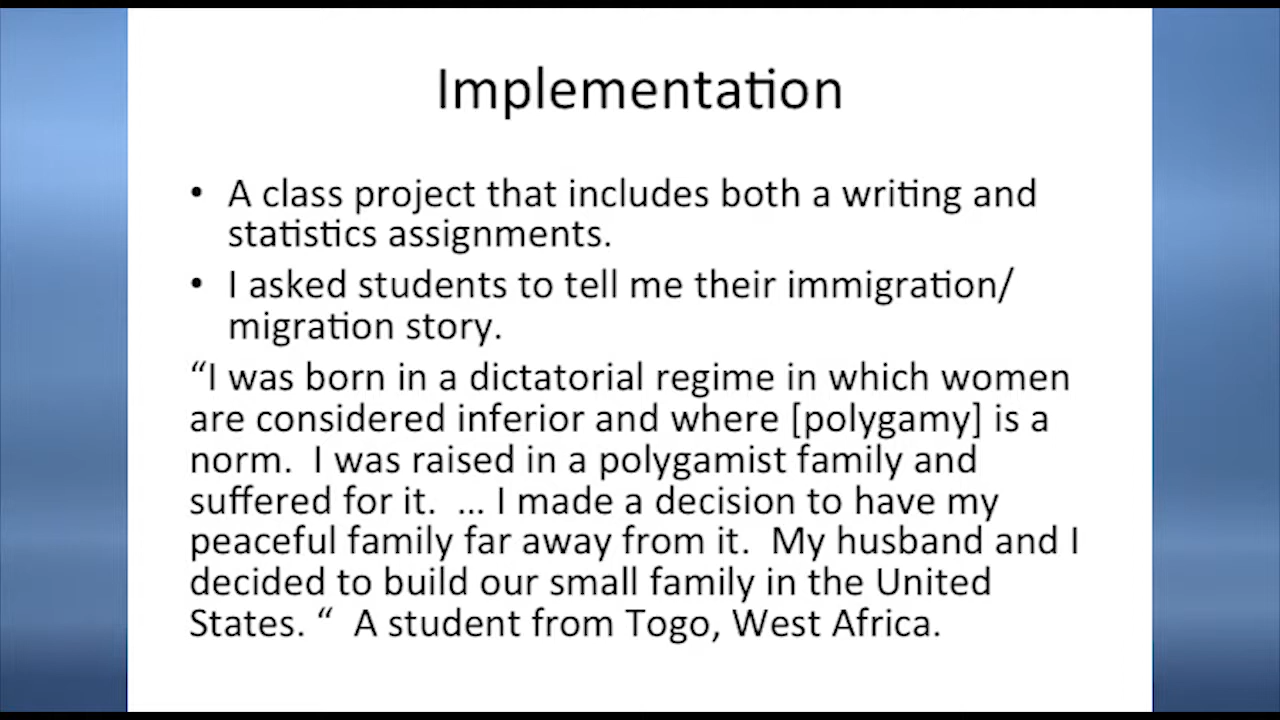 Implementation
• A class project that includes both a writing and
statistics assignments.
• I asked students to tell me their immigration/
migration story.
“I was born in a dictatorial regime in which women
are considered inferior and where [polygamy] is a
norm.  I was raised in a polygamist family and
suffered for it.  … I made a decision to have my
peaceful family far away from it.  My husband and I
decided to build our small family in the United
States. “  A student from Togo, West Africa.